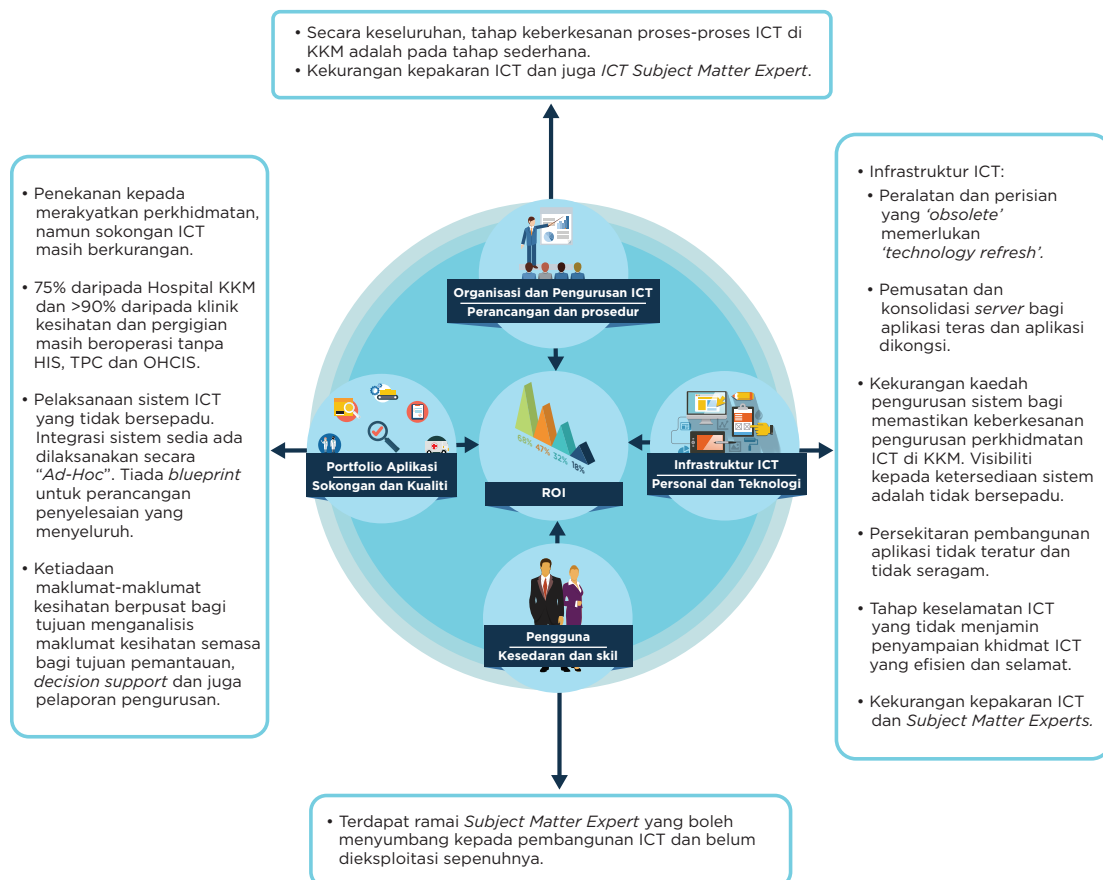 • Secara keseluruhan, tahap keberkesanan proses-proses ICT di
KKM adalah pada tahap sederhana.
• Kekurangan kepakaran ICT dan juga ICT Subject Matter Expert.
• Penekanan kepada
merakyatkan perkhidmatan,
namun sokongan ICT
masih berkurangan.
• 75% daripada Hospital KKM
dan >90% daripada klinik
kesihatan dan pergigian
masih beroperasi tanpa
HIS, TPC dan OHCIS.
• Pelaksanaan sistem ICT
yang tidak bersepadu.
Integrasi sistem sedia ada
dilaksanakan secara
“Ad-Hoc”. Tiada blueprint
untuk perancangan
penyelesaian yang
menyeluruh.
• Ketiadaan
maklumat-maklumat
kesihatan berpusat bagi
tujuan menganalisis
maklumat kesihatan semasa
bagi tujuan pemantauan,
decision support dan juga
pelaporan pengurusan.
Organisasi dan Pengurusan ICT
Perancangan dan prosedur
Portfolio Aplikasi
Sokongan dan Kualiti
68% 47% 32% 18%
ROI
Infrastruktur ICT
Personal dan Teknologi
Pengguna
Kesedaran dan skil
• Infrastruktur ICT:
• Peralatan dan perisian
yang ‘obsolete’
memerlukan
‘technology refresh’.
• Pemusatan dan
konsolidasi server bagi
aplikasi teras dan aplikasi
dikongsi.
• Kekurangan kaedah
pengurusan sistem bagi
memastikan keberkesanan
pengurusan perkhidmatan
ICT di KKM. Visibiliti
kepada ketersediaan sistem
adalah tidak bersepadu.
• Persekitaran pembangunan
aplikasi tidak teratur dan
tidak seragam.
• Tahap keselamatan ICT
yang tidak menjamin
penyampaian khidmat ICT
yang efisien dan selamat.
• Kekurangan kepakaran ICT
dan Subject Matter Experts.
• Terdapat ramai Subject Matter Expert yang boleh
menyumbang kepada pembangunan ICT dan belum
dieksploitasi sepenuhnya.